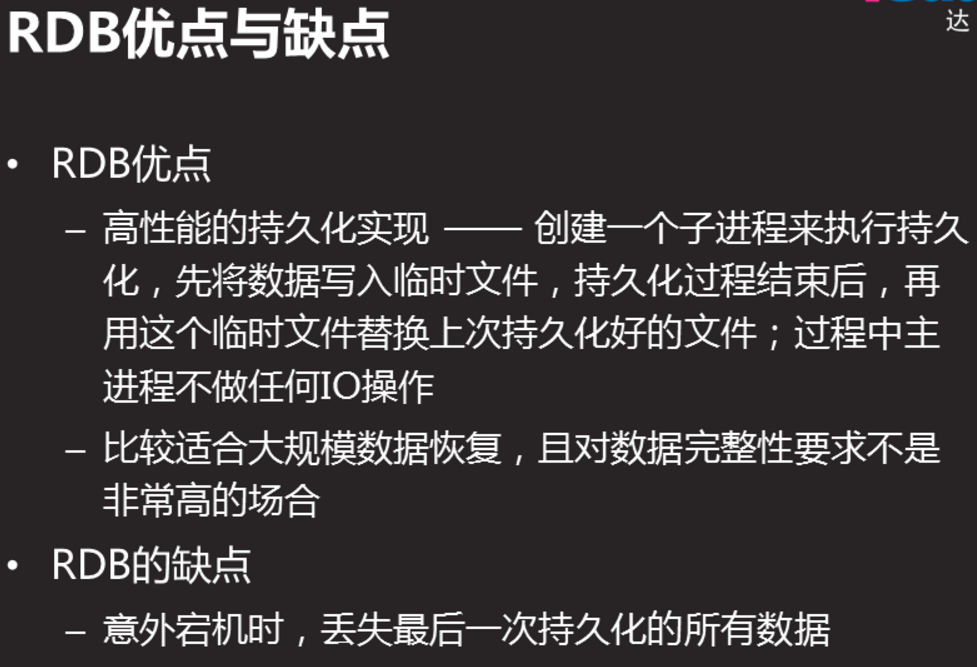 达
RDB优点与缺点
• RDB优点
– 高性能的持久化实现 —— 创建一个子进程来执行持久
化，先将数据写入临时文件，持久化过程结束后，再
用这个临时文件替换上次持久化好的文件；过程中主
进程不做任何IO操作
– 比较适合大规模数据恢复，且对数据完整性要求不是
非常高的场合
• RDB的缺点
– 意外宕机时，丢失最后一次持久化的所有数据